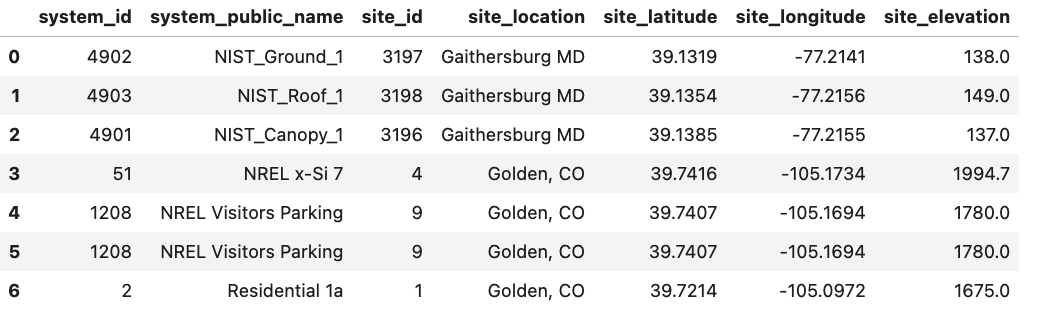 system_id system_public_name site_id site_location site_latitude site_longitude site_elevation
0 4902 NIST_Ground_1 3197 Gaithersburg MD 39.1319 -77.2141 138.0
1 4903 NIST_Roof_1 3198 Gaithersburg MD 39.1354 -77.2156 149.0
2 4901 NIST_Canopy_1 3196 Gaithersburg MD 39.1385 -77.2155 137.0
3 51 NREL x-Si 7 4 Golden, CO 39.7416 -105.1734 1994.7
4 1208 NREL Visitors Parking 9 Golden, CO 39.7407 -105.1694 1780.0
5 1208 NREL Visitors Parking 9 Golden, CO 39.7407 -105.1694 1780.0
6 2 Residential 1a 1 Golden, CO 39.7214 -105.0972 1675.0